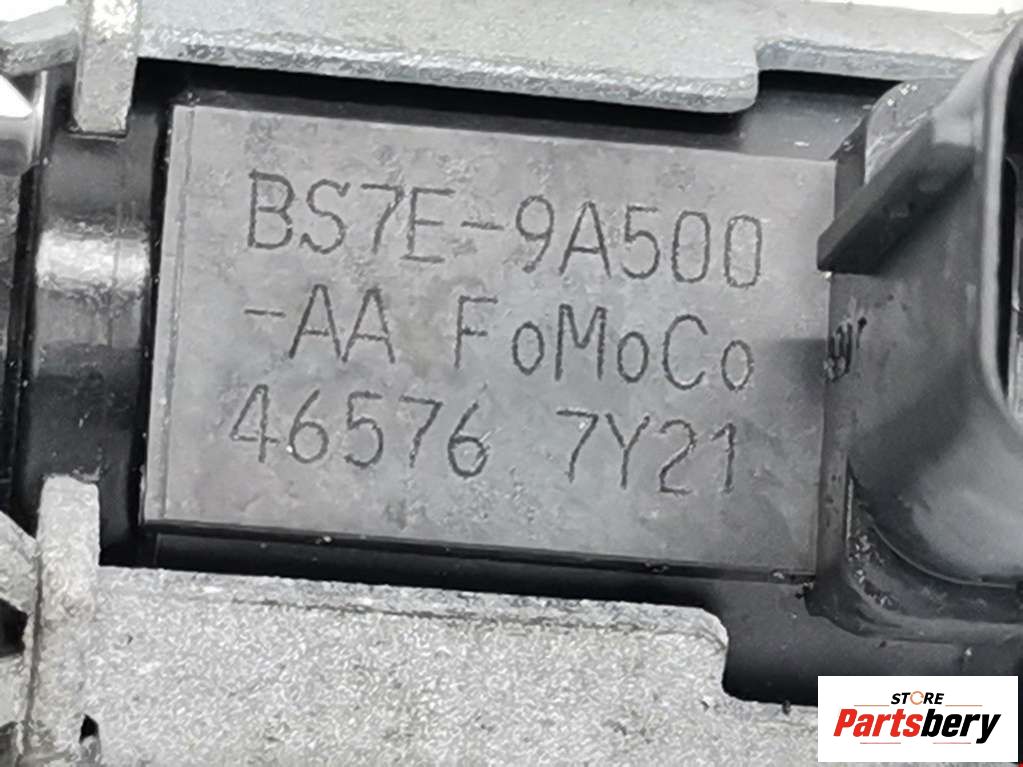 BS7E-9A500
-AA FoMoCo
46576 7Y21
STORE
Partsbery